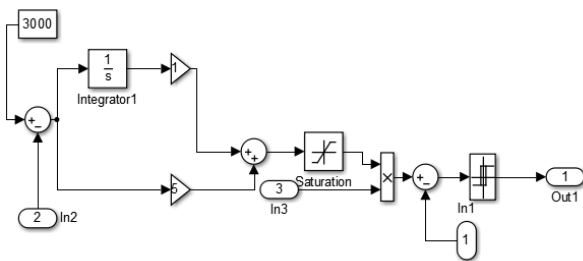 3000
1
s
Integrator1
1
+
−
2
In2
5
+
+
Saturation
3
In3
×
+
−
In1
1
1
Out1